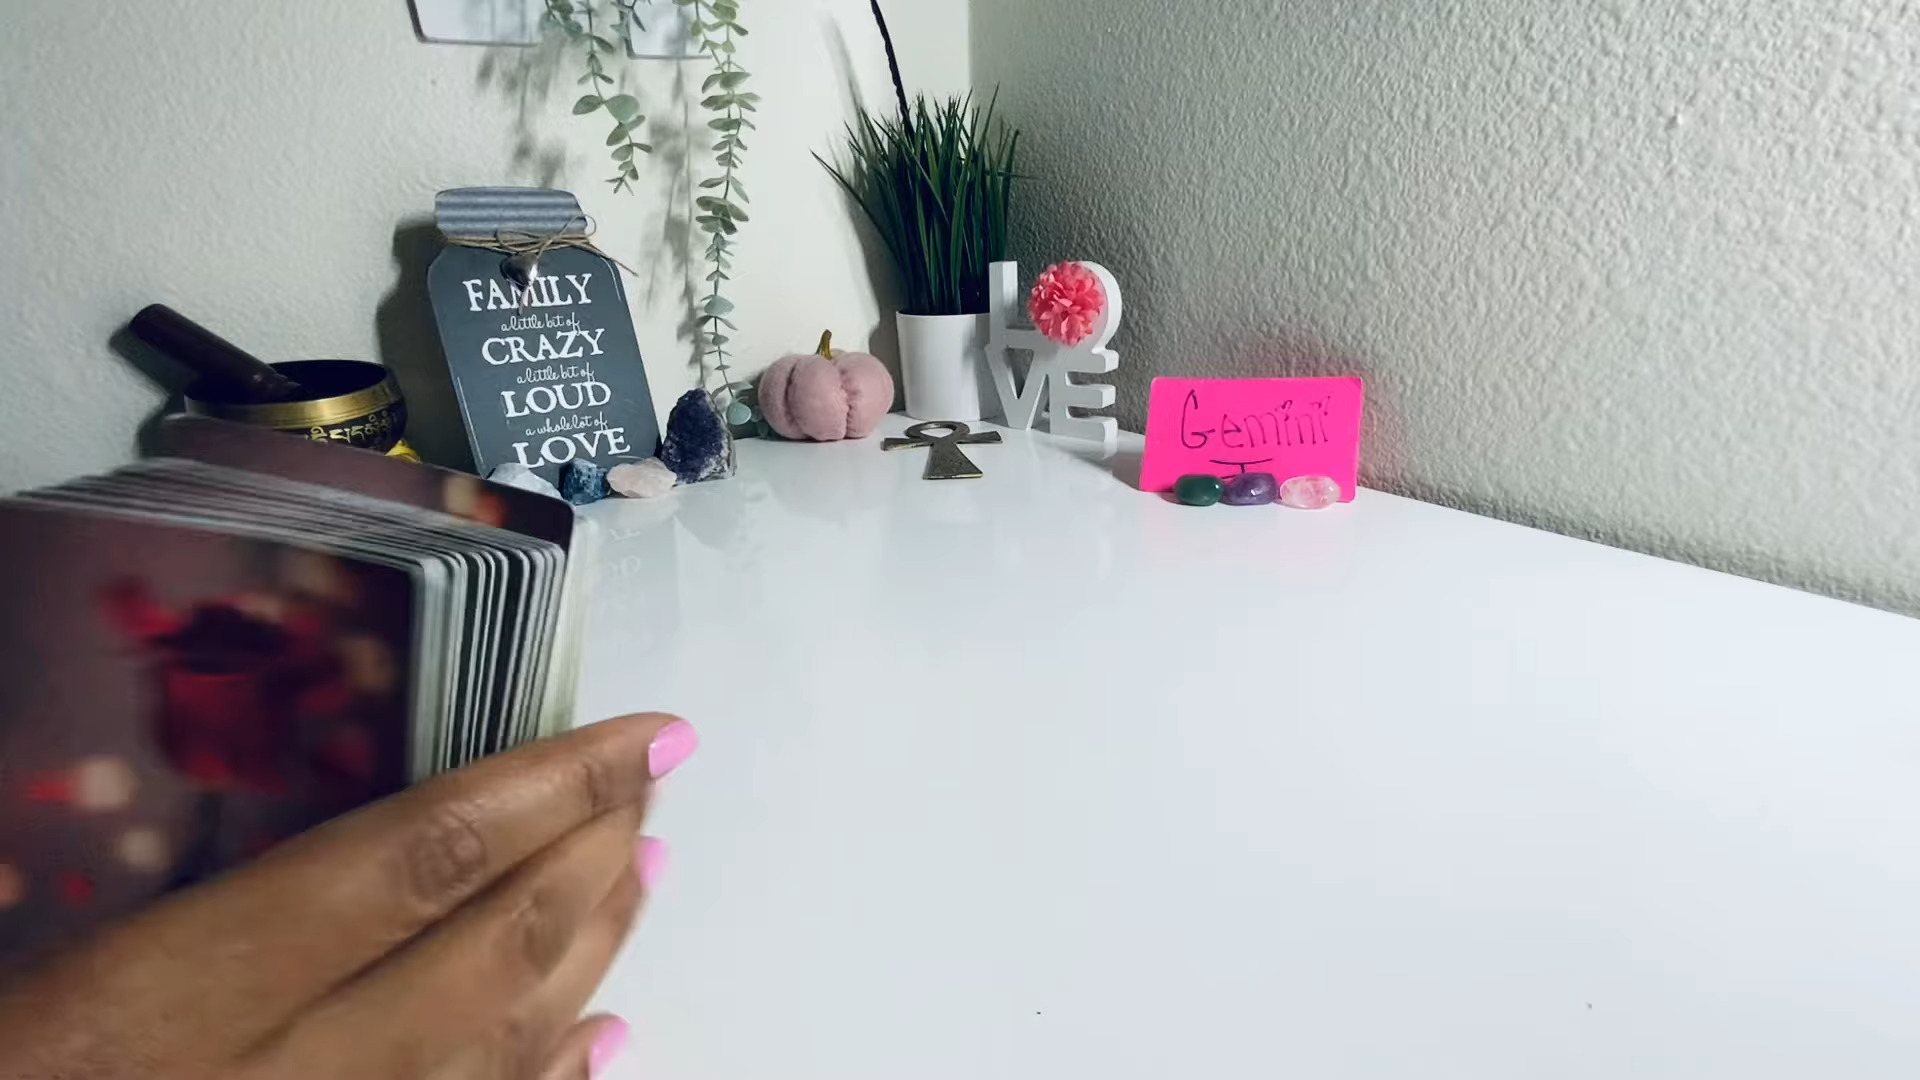 FAMILY
a little bit of
CRAZY
a little bit of
LOUD
a whole lot of
LOVE
LOVE
Gemini